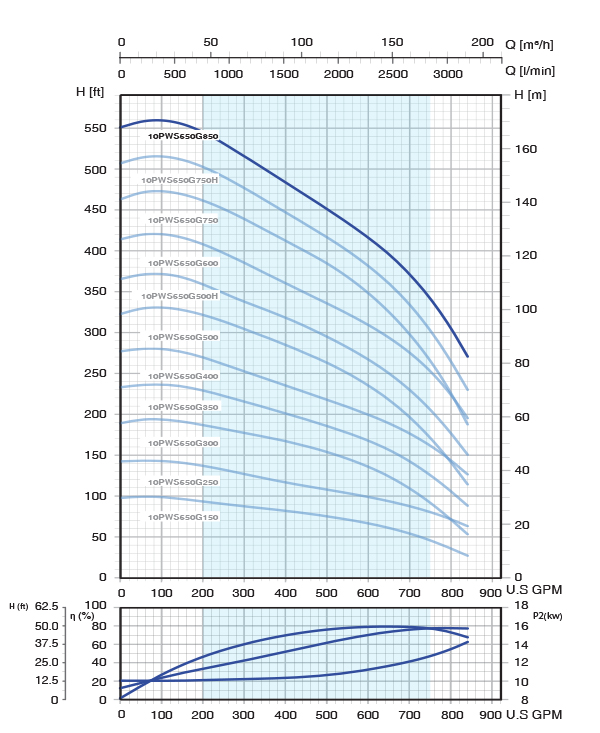 0 50 100 150 200 Q [m³/h]
0 500 1000 1500 2000 2500 3000 Q [l/min]
H [ft] H [m]
550
10PWS650G850
160
500
10PWS650G750H
140
450
10PWS650G750
400
120
10PWS650G600
350
10PWS650G500H
100
300
10PWS650G500
80
250
10PWS650G400
10PWS650G350
60
200
10PWS650G300
150
40
10PWS650G250
100
10PWS650G150
20
50
0 0
0 100 200 300 400 500 600 700 800 900 U.S GPM
H (ft) 62.5 η (%) 100 18 P2(kw)
50.0 80 16
37.5 60 14
25.0 40 12
12.5 20 10
0 0 8
0 100 200 300 400 500 600 700 800 900 U.S GPM